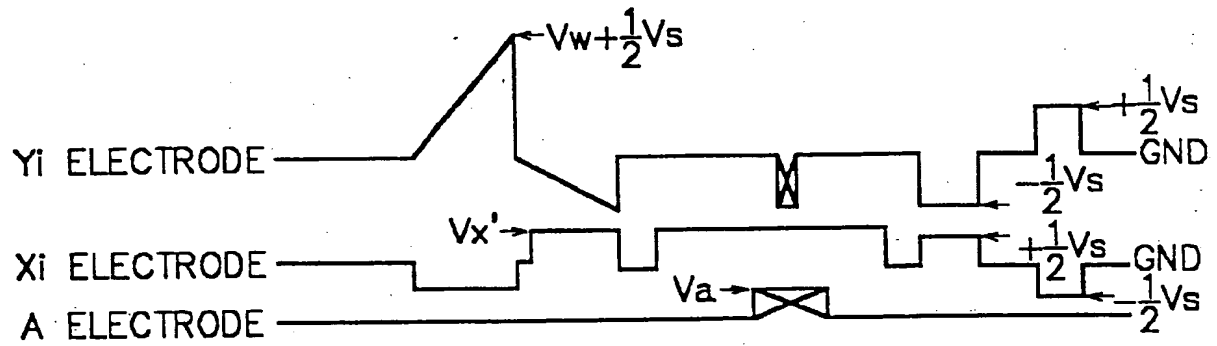 Vw+1/2Vs
+1/2Vs
Yi ELECTRODE
GND
-1/2Vs
Vx'
+1/2Vs
Xi ELECTRODE
GND
Va
-1/2Vs
A ELECTRODE